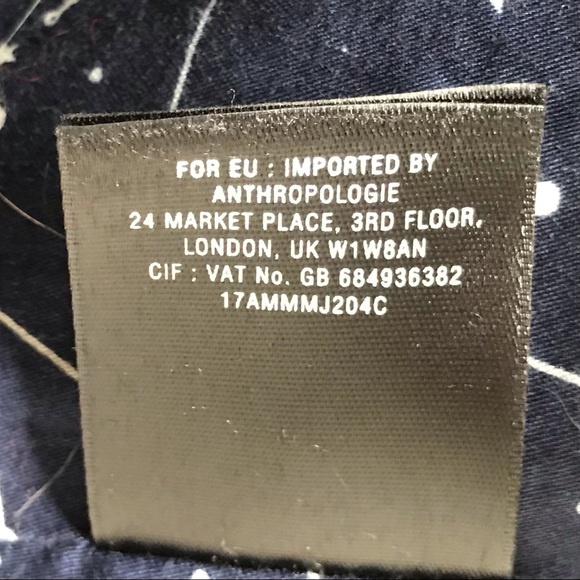 FOR EU : IMPORTED BY
ANTHROPOLOGIE
24 MARKET PLACE, 3RD FLOOR,
LONDON, UK W1W8AN
CIF : VAT No. GB 684936382
17AMMMJ204C